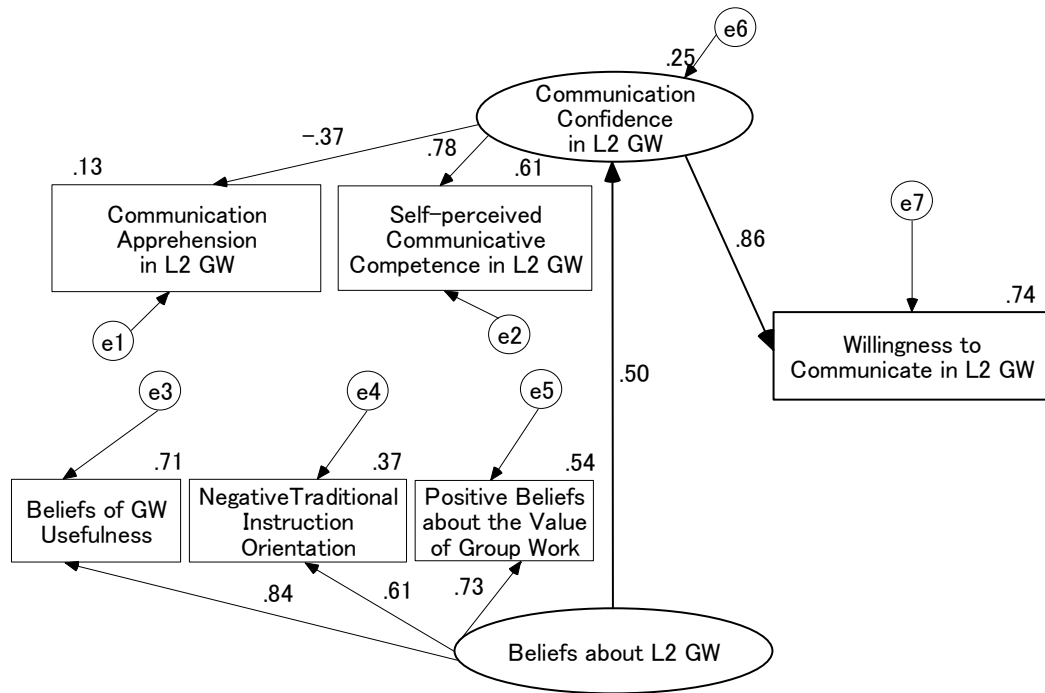 e6
.25
Communication
Confidence
in L2 GW
-.37
.78
.13
.61
Communication
Apprehension
in L2 GW
Self-perceived
Communicative
Competence in L2 GW
e7
.86
e1
e2
.74
Willingness to
Communicate in L2 GW
.50
e3
e4
e5
.71
.37
.54
Beliefs of GW
Usefulness
NegativeTraditional
Instruction
Orientation
Positive Beliefs
about the Value
of Group Work
.84
.61
.73
Beliefs about L2 GW